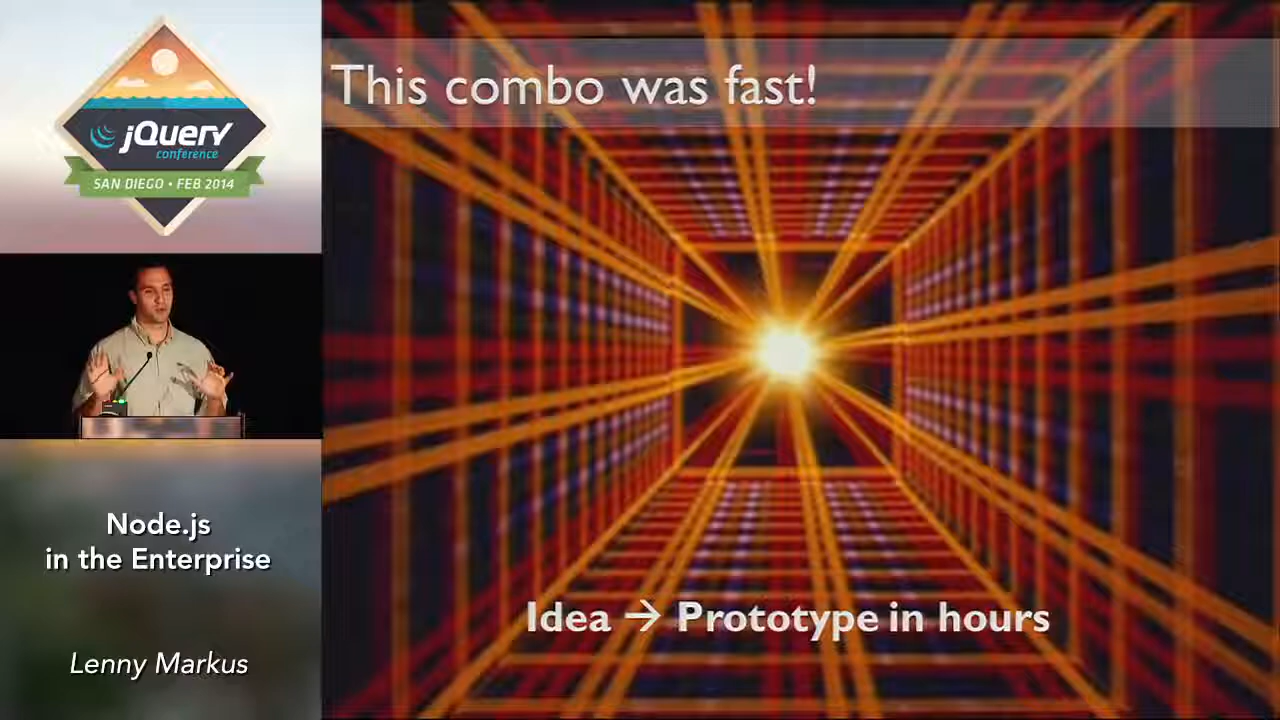 jQuery
conference
SAN DIEGO • FEB 2014
This combo was fast!
Node.js
in the Enterprise
Lenny Markus
Idea → Prototype in hours